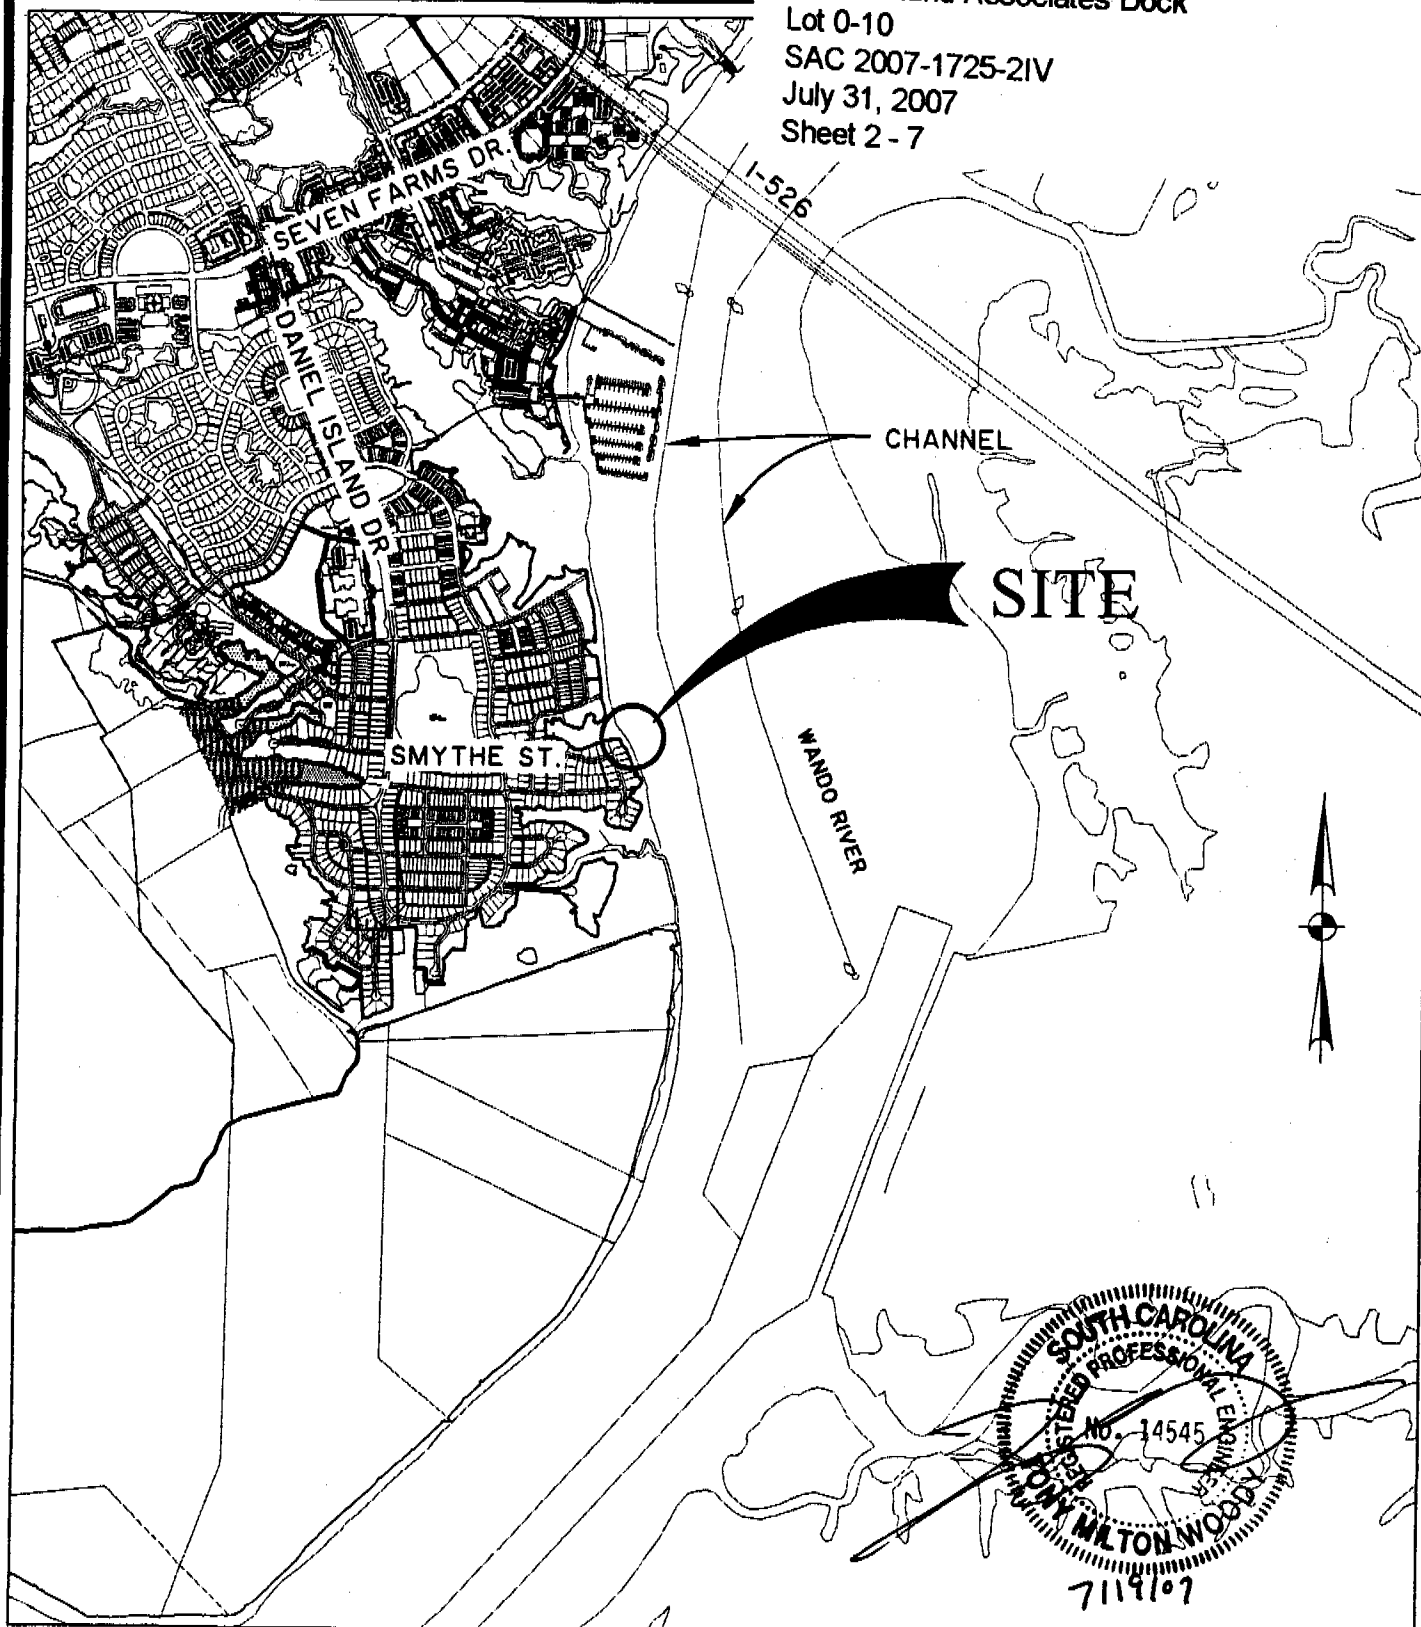 Associates Dock
Lot 0-10
SAC 2007-1725-2IV
July 31, 2007
Sheet 2 - 7
I-526
SEVEN FARMS DR.
DANIEL ISLAND DR
CHANNEL
SITE
SMYTHE ST.
WANDO RIVER
SOUTH CAROLINA
REGISTERED PROFESSIONAL ENGINEER
No. 14545
TONY MILTON WOODY
7/19/07